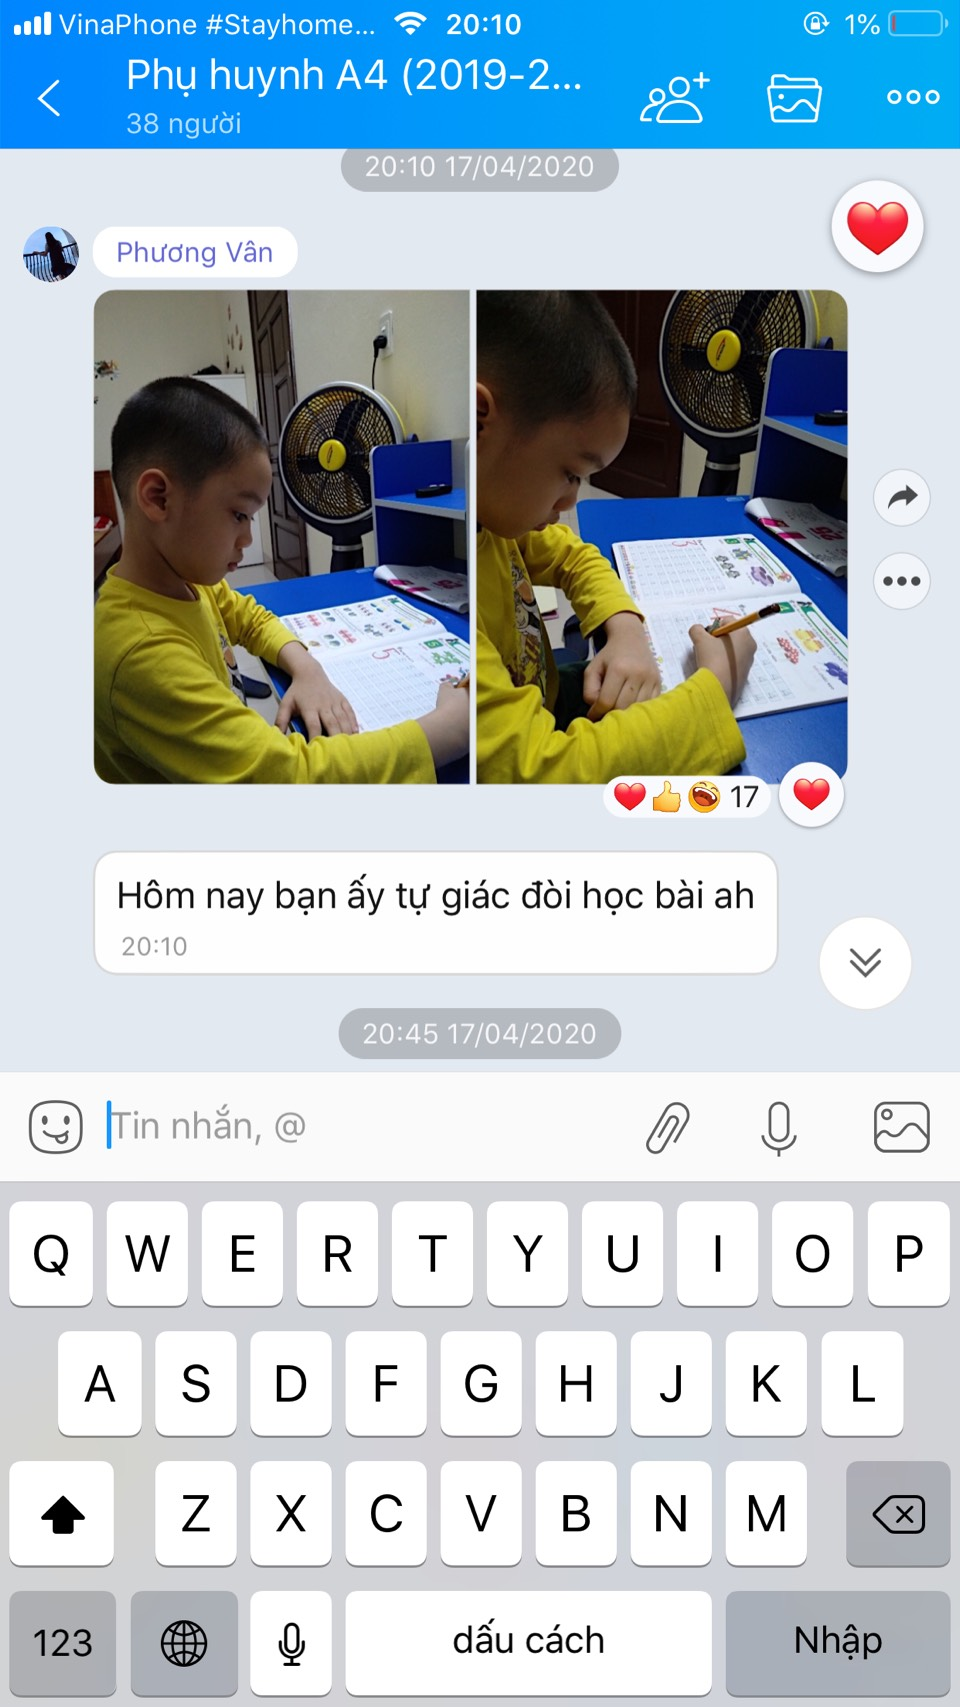 VinaPhone #Stayhome... 20:10 1%
Phụ huynh A4 (2019-2...
38 người
20:10 17/04/2020
Phương Vân
5
17
Hôm nay bạn ấy tự giác đòi học bài ah
20:10
20:45 17/04/2020
Tin nhắn, @
Q W E R T Y U I O P
A S D F G H J K L
Z X C V B N M
123 dấu cách Nhập